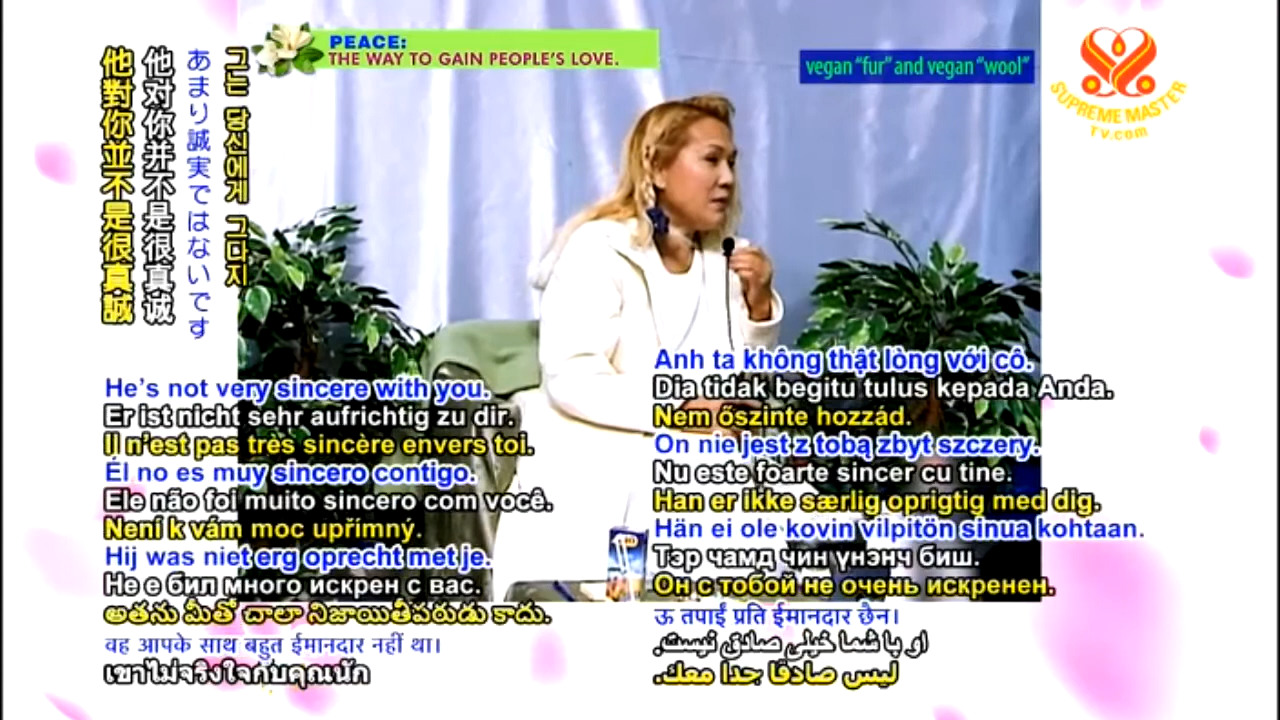 PEACE:
THE WAY TO GAIN PEOPLE'S LOVE.
vegan "fur" and vegan "wool"
SUPREME MASTER
TV.com
그는 당신에게 그다지
あまり誠実ではないです
他对你并不是很真诚
他對你並不是很真誠
He's not very sincere with you.
Er ist nicht sehr aufrichtig zu dir.
Il n'est pas très sincère envers toi.
Él no es muy sincero contigo.
Ele não foi muito sincero com você.
Není k vám moc upřímný.
Hij was niet erg oprecht met je.
Не е бил много искрен с вас.
అతను మీతో చాలా నిజాయితీపరుడు కాదు.
वह आपके साथ बहुत ईमानदार नहीं था।
เขาไม่จริงใจกับคุณนัก
Anh ta không thật lòng với cô.
Dia tidak begitu tulus kepada Anda.
Nem őszinte hozzád.
On nie jest z tobą zbyt szczery.
Nu este foarte sincer cu tine.
Han er ikke særlig oprigtig med dig.
Hän ei ole kovin vilpitön sinua kohtaan.
Тэр чамд чин үнэнч биш.
Он с тобой не очень искренен.
ऊ तपाईं प्रति ईमानदार छैन।
او با شما خیلی صادق نیست.
ليس صادقا جدا معك.